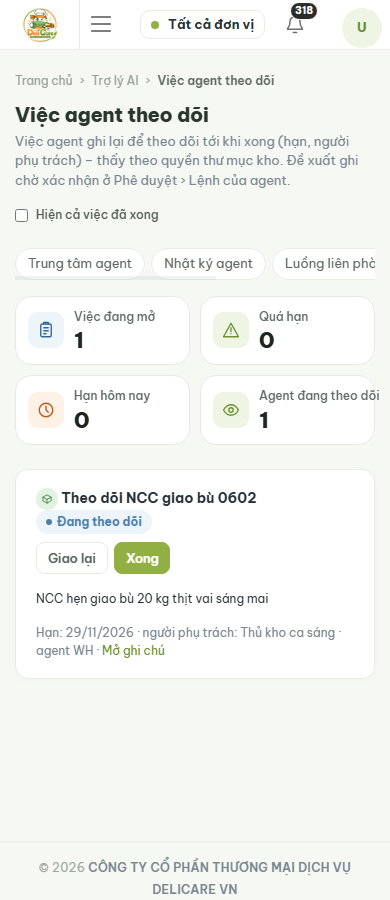 Tất cả đơn vị
318
U
Trang chủ › Trợ lý AI › Việc agent theo dõi
Việc agent theo dõi
Việc agent ghi lại để theo dõi tới khi xong (hạn, người
phụ trách) – thấy theo quyền thư mục kho. Đề xuất ghi
chờ xác nhận ở Phê duyệt › Lệnh của agent.
Hiện cả việc đã xong
Trung tâm agent
Nhật ký agent
Luồng liên phò
Việc đang mở
1
Quá hạn
0
Hạn hôm nay
0
Agent đang theo dõi
1
Theo dõi NCC giao bù 0602
Đang theo dõi
Giao lại
Xong
NCC hẹn giao bù 20 kg thịt vai sáng mai
Hạn: 29/11/2026 · người phụ trách: Thủ kho ca sáng ·
agent WH · Mở ghi chú
© 2026 CÔNG TY CỔ PHẦN THƯƠNG MẠI DỊCH VỤ
DELICARE VN